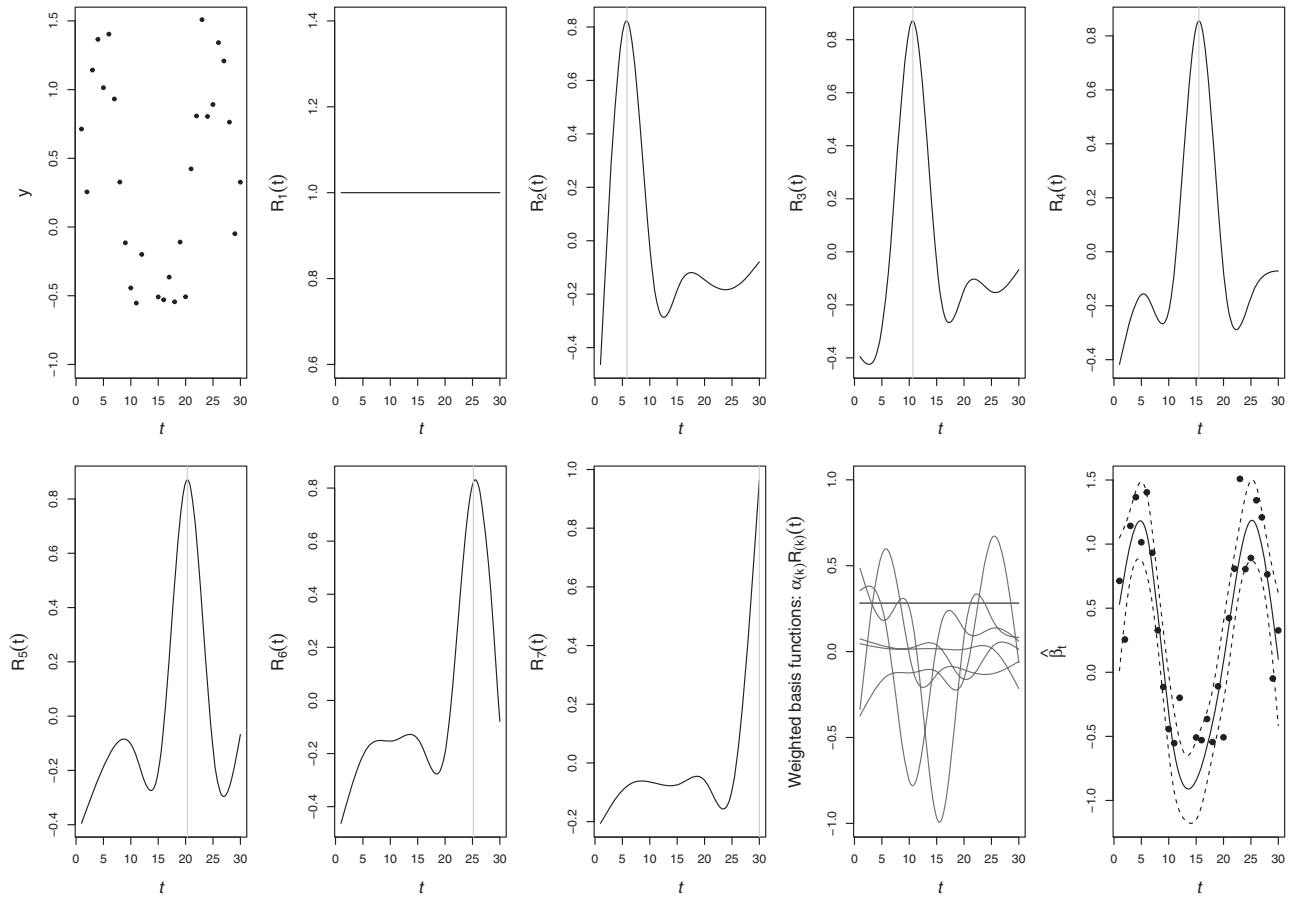 y
−1.0 −0.5 0.0 0.5 1.0 1.5
0 5 10 15 20 25 30
t
R₁(t)
0.6 0.8 1.0 1.2 1.4
0 5 10 15 20 25 30
t
R₂(t)
−0.4 −0.2 0.0 0.2 0.4 0.6 0.8
0 5 10 15 20 25 30
t
R₃(t)
−0.4 −0.2 0.0 0.2 0.4 0.6 0.8
0 5 10 15 20 25 30
t
R₄(t)
−0.4 −0.2 0.0 0.2 0.4 0.6 0.8
0 5 10 15 20 25 30
t
R₅(t)
−0.4 −0.2 0.0 0.2 0.4 0.6 0.8
0 5 10 15 20 25 30
t
R₆(t)
−0.4 −0.2 0.0 0.2 0.4 0.6 0.8
0 5 10 15 20 25 30
t
R₇(t)
−0.2 0.0 0.2 0.4 0.6 0.8 1.0
0 5 10 15 20 25 30
t
Weighted basis functions: α₍ₖ₎R₍ₖ₎(t)
−1.0 −0.5 0.0 0.5 1.0
0 5 10 15 20 25 30
t
β̂ₜ
−1.0 −0.5 0.0 0.5 1.0 1.5
0 5 10 15 20 25 30
t